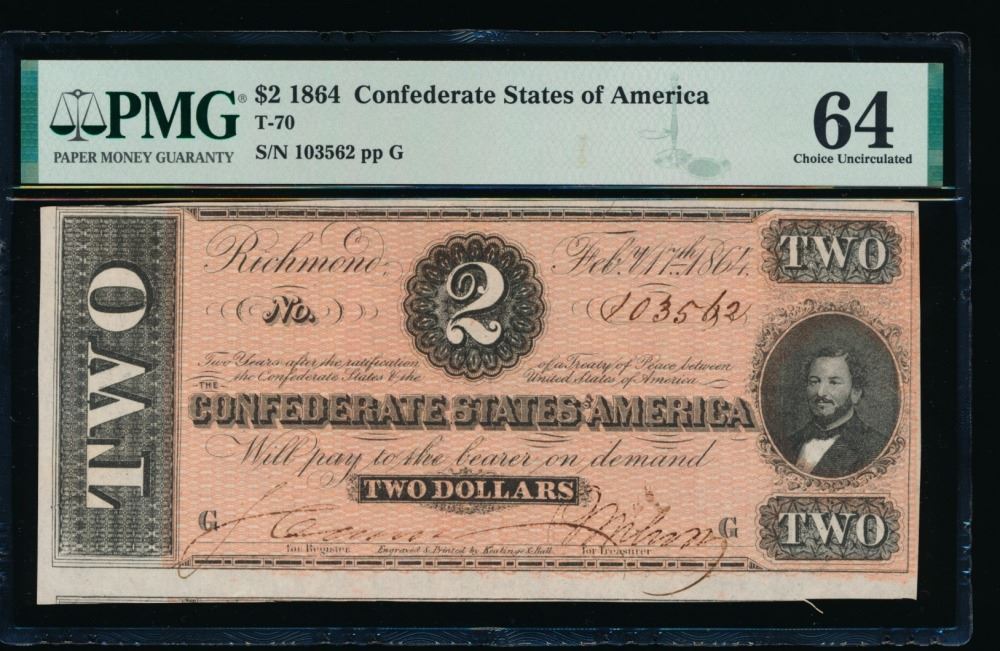 PMG®
PAPER MONEY GUARANTY
$2 1864 Confederate States of America
T-70
S/N 103562 pp G
64
Choice Uncirculated
TWO
Richmond, Feby. 17th 1864.
2
TWO
No. 103562
Two Years after the ratification of a Treaty of Peace between
the Confederate States & the United States of America
THE
CONFEDERATE STATES OF AMERICA
Will pay to the bearer on demand
TWO DOLLARS
G G
TWO
for Register Engraved & Printed by Keatinge & Ball for Treasurer